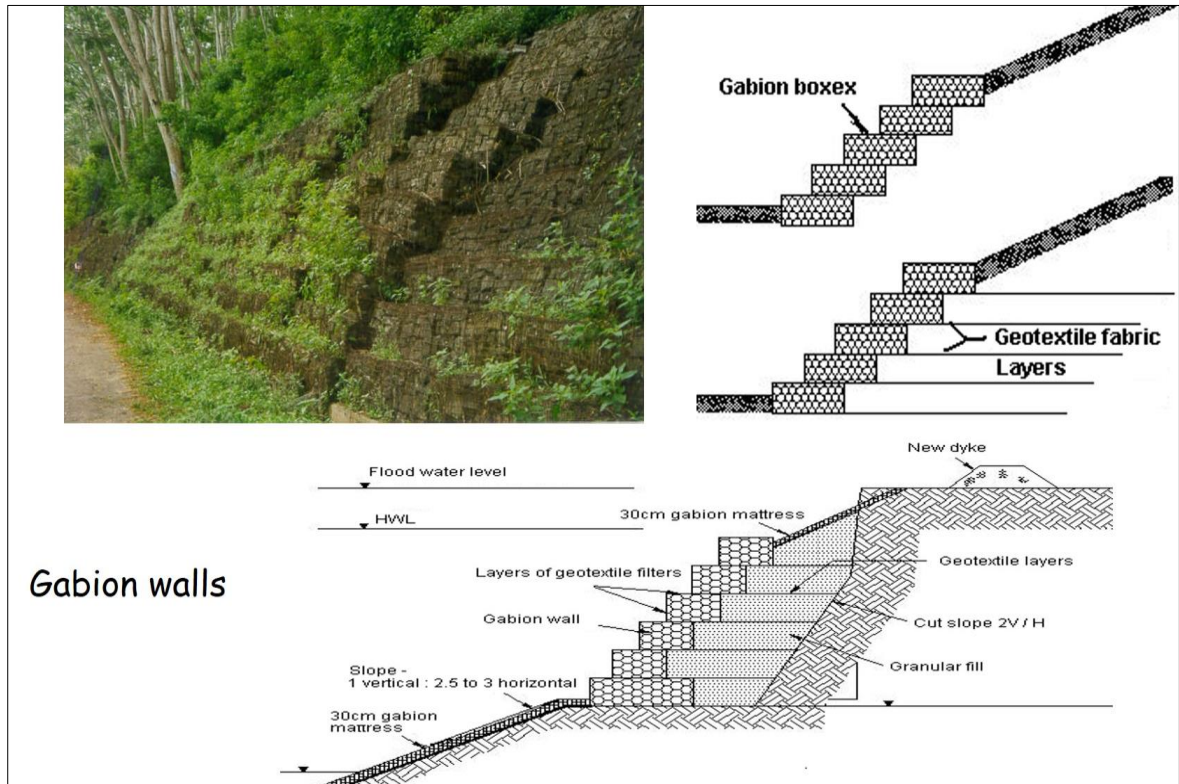 Gabion boxex
Geotextile fabric
Layers
New dyke
Flood water level
30cm gabion mattress
HWL
Gabion walls
Layers of geotextile filters
Geotextile layers
Gabion wall
Cut slope 2V / H
Granular fill
Slope -
1 vertical : 2.5 to 3 horizontal
30cm gabion
mattress